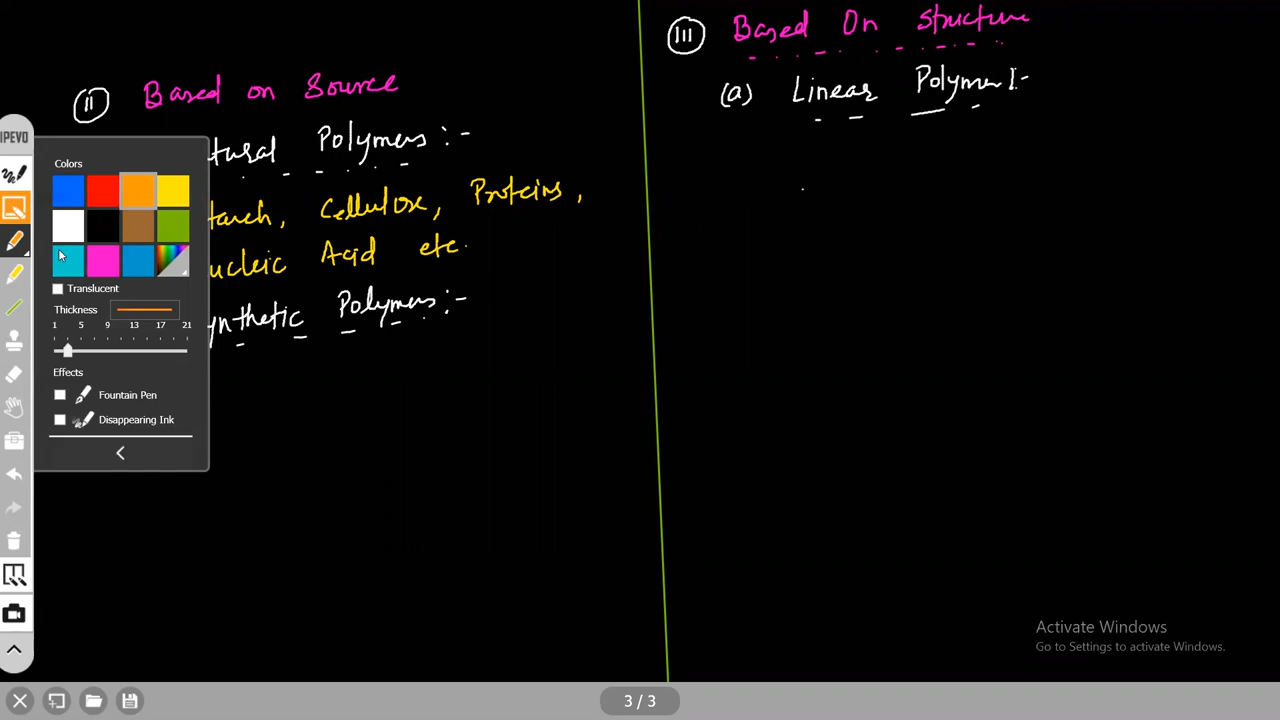 II Based on Source
tural Polymers :-
tarch, Cellulose, Proteins,
ucleic Acid etc.
ynthetic Polymers :-
III Based On Structure
(a) Linear Polymer :-
IPEVO
Colors
Translucent
Thickness
1 5 9 13 17 21
Effects
Fountain Pen
Disappearing Ink
Activate Windows
Go to Settings to activate Windows.
3 / 3